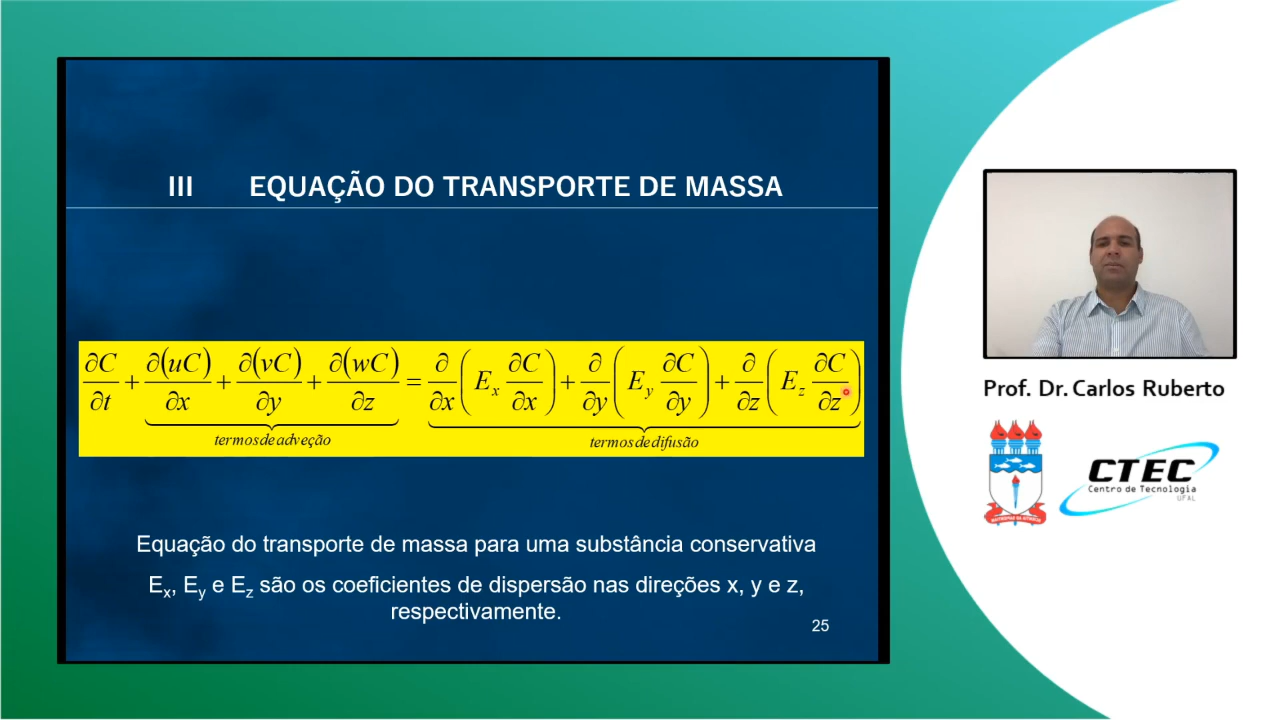 III EQUAÇÃO DO TRANSPORTE DE MASSA
∂C/∂t + ∂(uC)/∂x + ∂(vC)/∂y + ∂(wC)/∂z = ∂/∂x (Eₓ ∂C/∂x) + ∂/∂y (E_y ∂C/∂y) + ∂/∂z (E_z ∂C/∂z)
termos de adveção
termos de difusão
Equação do transporte de massa para uma substância conservativa
Ex, Ey e Ez são os coeficientes de dispersão nas direções x, y e z,
respectivamente.
25
Prof. Dr. Carlos Ruberto
CTEC
Centro de Tecnologia
UFAL